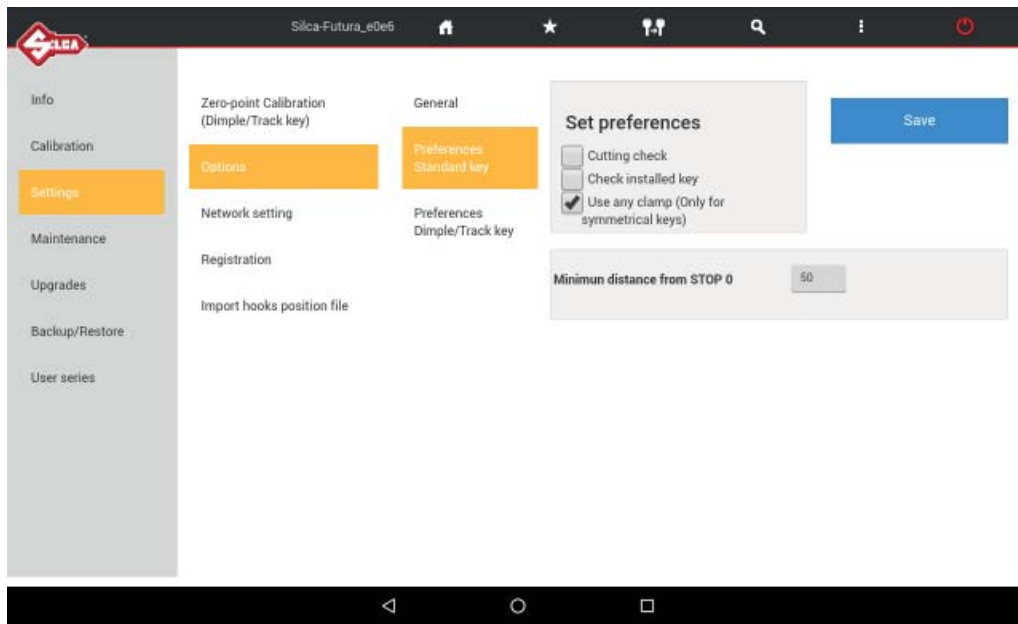 Silca-Futura_e0e6
SILCA
Info
Calibration
Settings
Maintenance
Upgrades
Backup/Restore
User series
Zero-point Calibration
(Dimple/Track key)
Options
Network setting
Registration
Import hooks position file
General
Preferences
Standard key
Preferences
Dimple/Track key
Set preferences
Cutting check
Check installed key
Use any clamp (Only for
symmetrical keys)
Save
Minimun distance from STOP 0
50